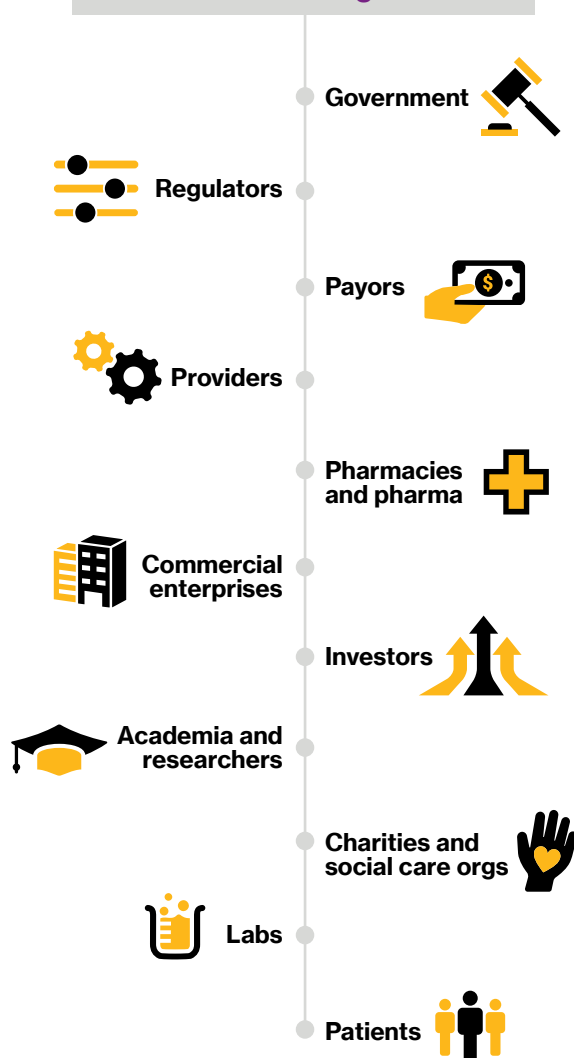 Government
Regulators
Payors
Providers
Pharmacies
and pharma
Commercial
enterprises
Investors
Academia and
researchers
Charities and
social care orgs
Labs
Patients